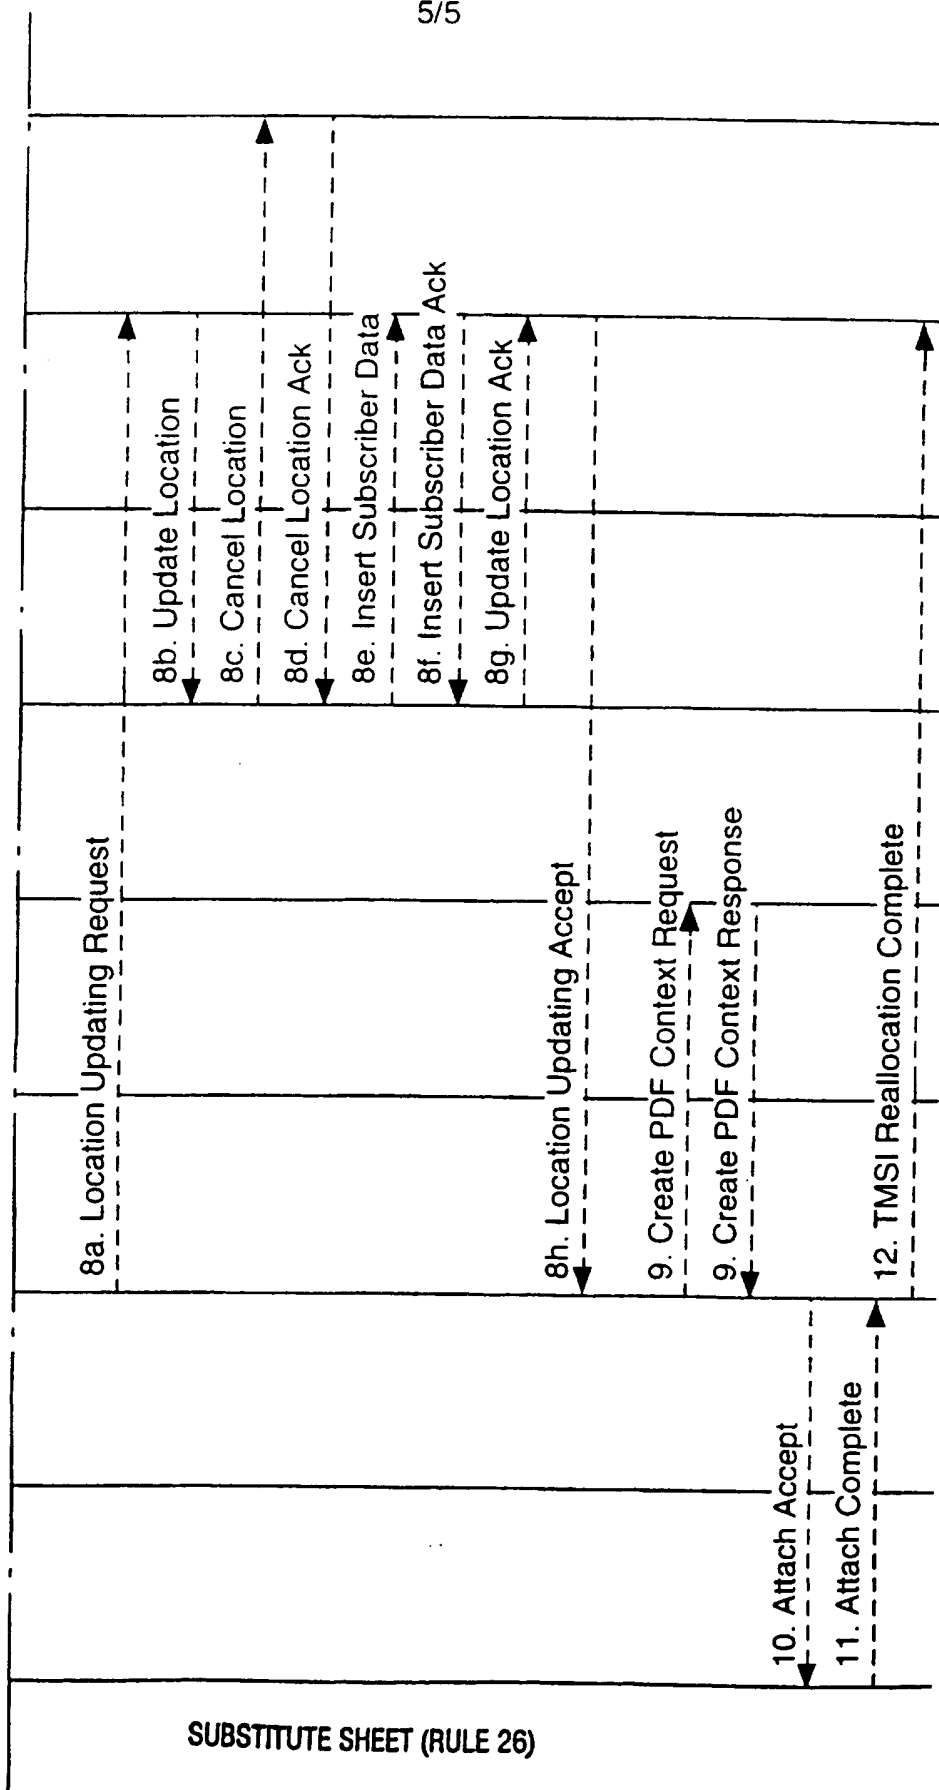 5/5
8a. Location Updating Request
8b. Update Location
8c. Cancel Location
8d. Cancel Location Ack
8e. Insert Subscriber Data
8f. Insert Subscriber Data Ack
8g. Update Location Ack
8h. Location Updating Accept
9. Create PDF Context Request
9. Create PDF Context Response
10. Attach Accept
11. Attach Complete
12. TMSI Reallocation Complete
SUBSTITUTE SHEET (RULE 26)